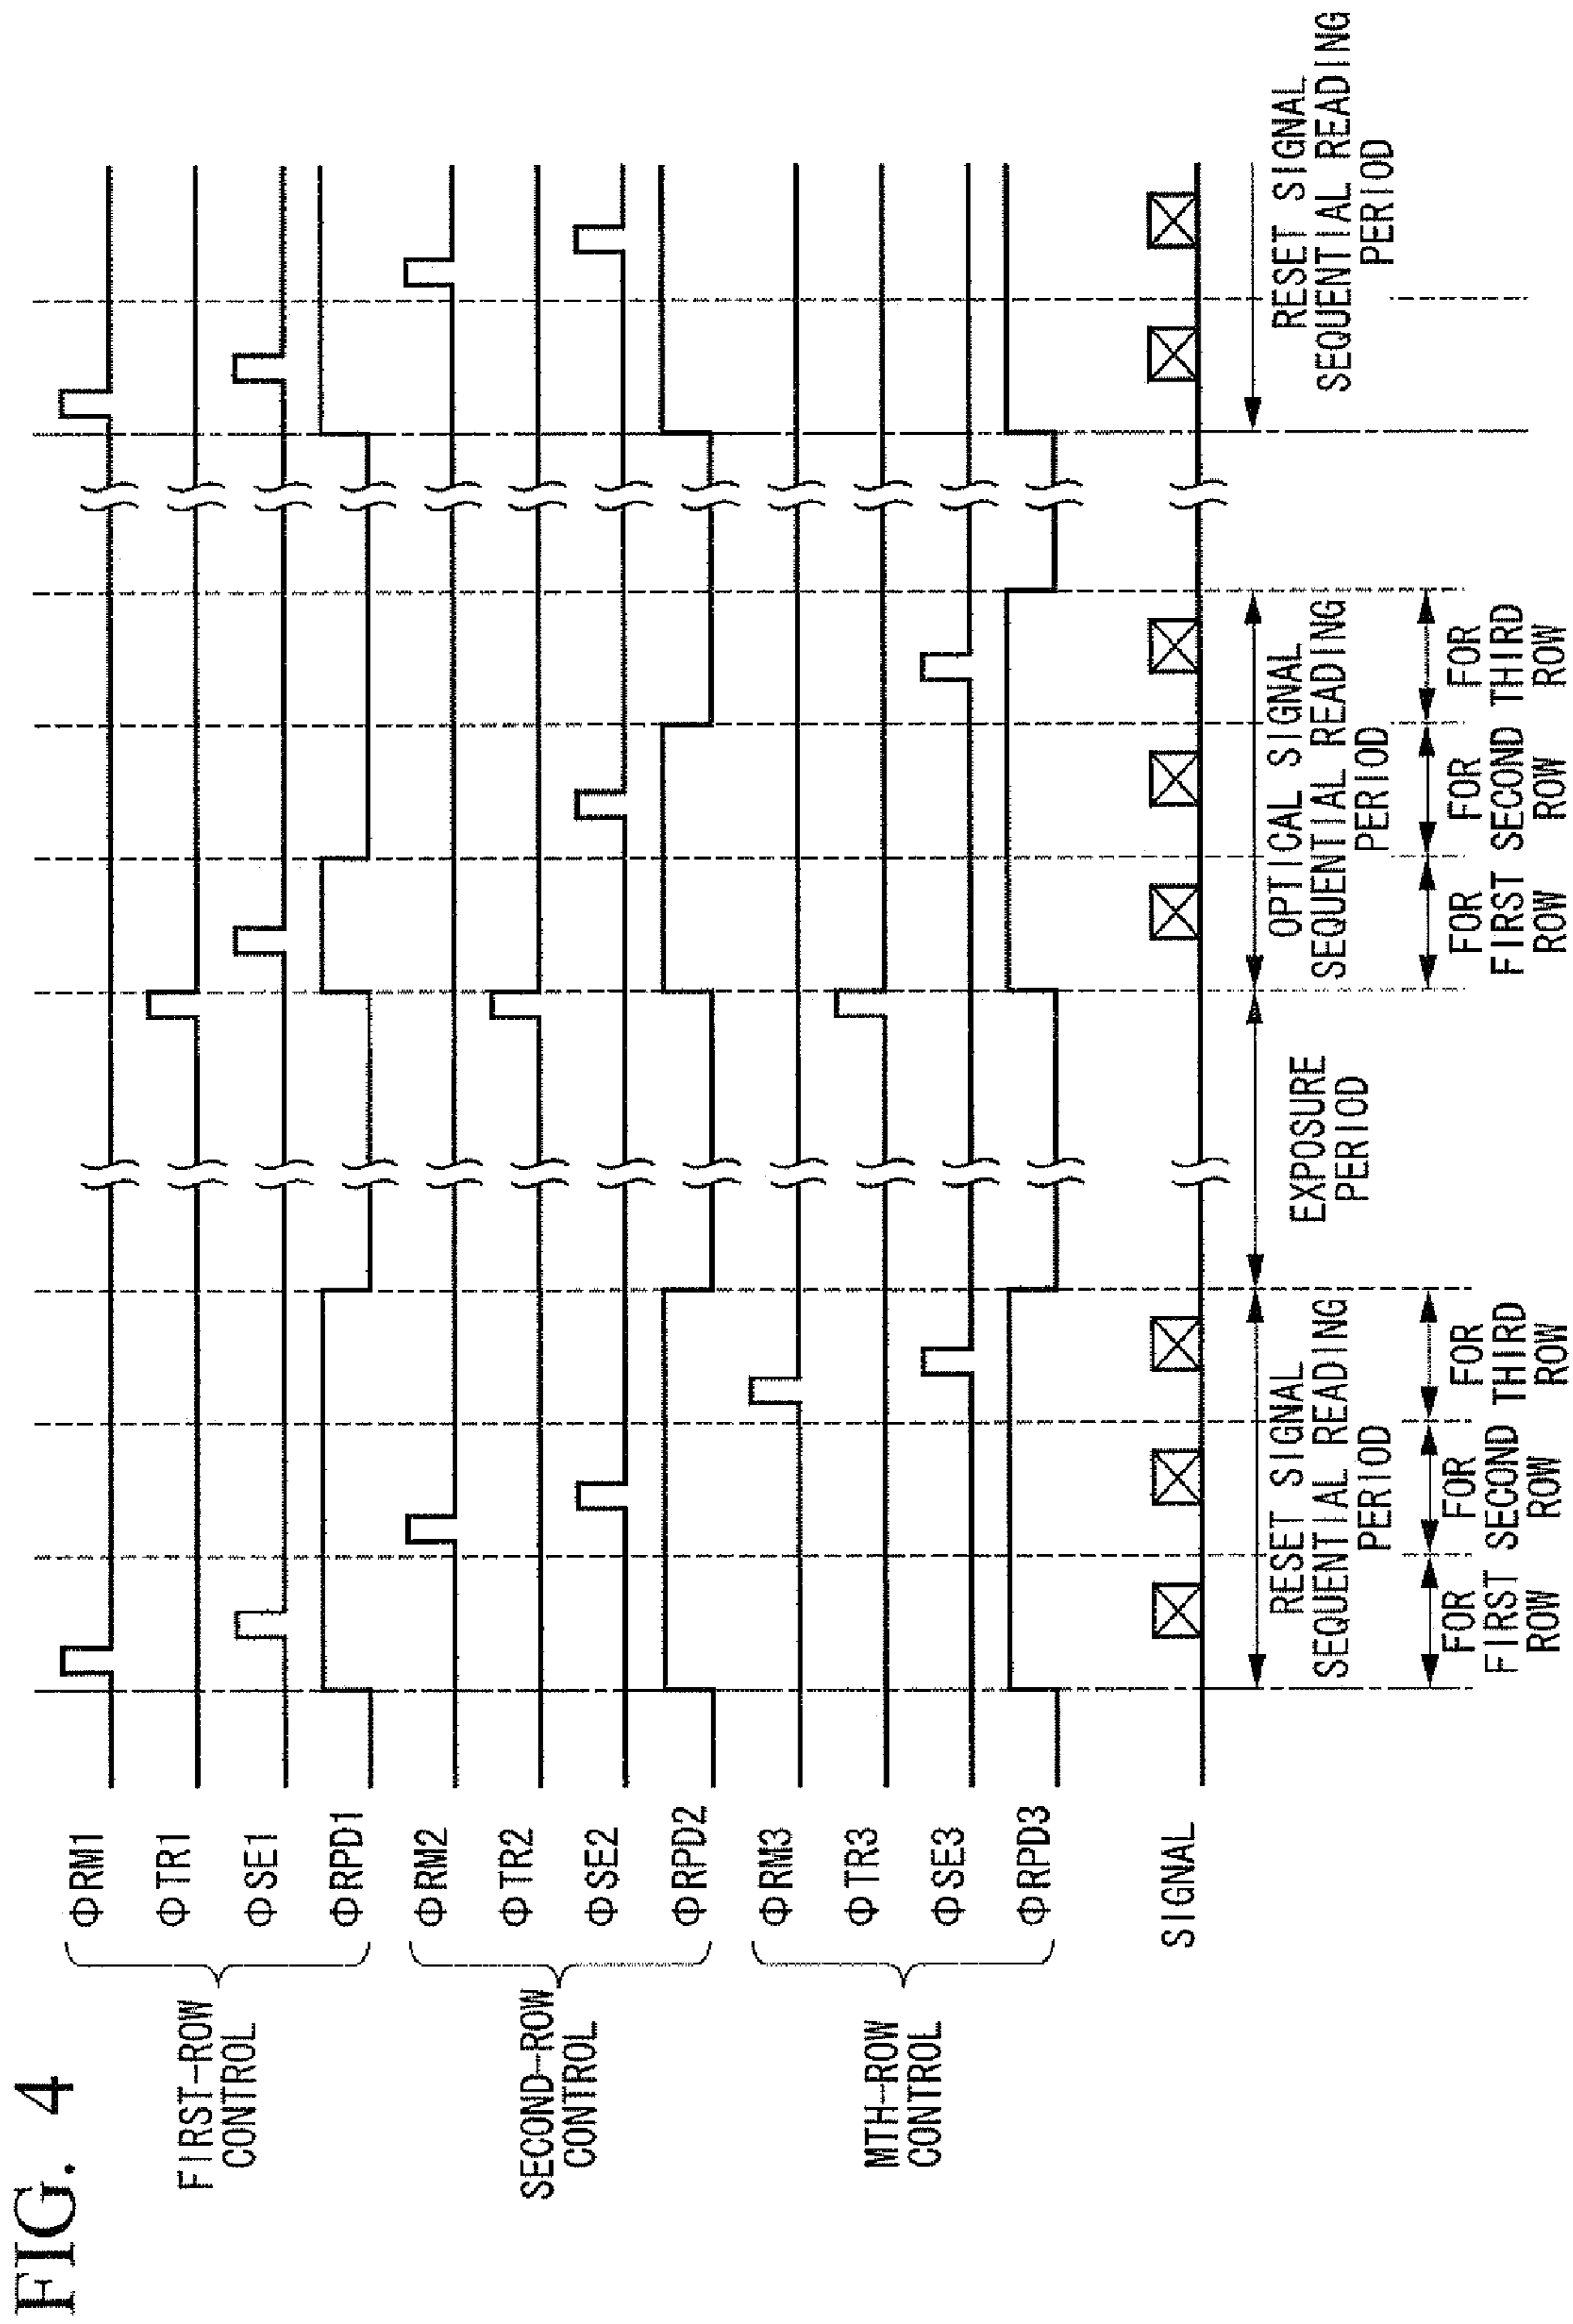 FIG. 4
FIRST-ROW
CONTROL
ΦRM1
ΦTR1
ΦSE1
ΦRPD1
SECOND-ROW
CONTROL
ΦRM2
ΦTR2
ΦSE2
ΦRPD2
MTH-ROW
CONTROL
ΦRM3
ΦTR3
ΦSE3
ΦRPD3
SIGNAL
RESET SIGNAL
SEQUENTIAL READING
PERIOD
EXPOSURE
PERIOD
OPTICAL SIGNAL
SEQUENTIAL READING
PERIOD
RESET SIGNAL
SEQUENTIAL READING
PERIOD
FOR
FIRST
ROW
FOR
SECOND
ROW
FOR
THIRD
ROW
FOR
FIRST
ROW
FOR
SECOND
ROW
FOR
THIRD
ROW